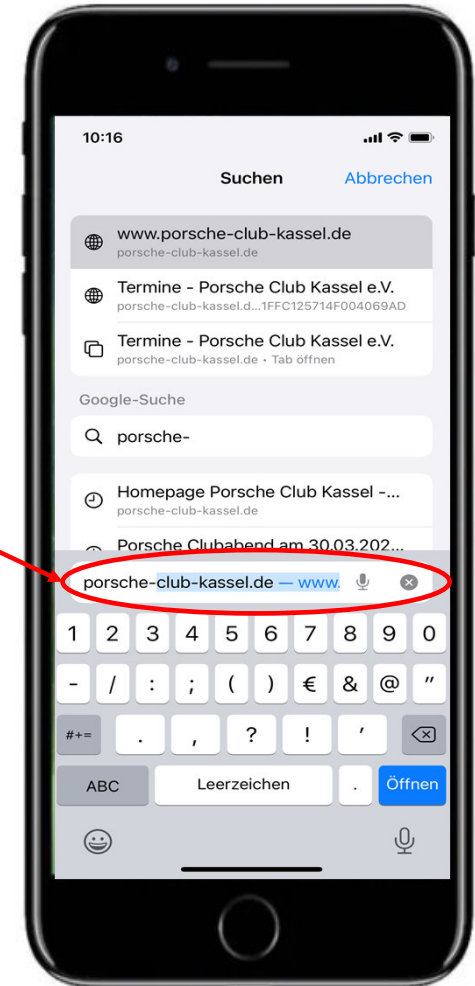 10:16
Suchen Abbrechen
www.porsche-club-kassel.de
porsche-club-kassel.de
Termine - Porsche Club Kassel e.V.
porsche-club-kassel.d...1FFC125714F004069AD
Termine - Porsche Club Kassel e.V.
porsche-club-kassel.de • Tab öffnen
Google-Suche
porsche-
Homepage Porsche Club Kassel -...
porsche-club-kassel.de
Porsche Clubabend am 30.03.202...
porsche-club-kassel.de — www.
1 2 3 4 5 6 7 8 9 0
- / : ; ( ) € & @ "
#+= . , ? ! '
ABC Leerzeichen . Öffnen